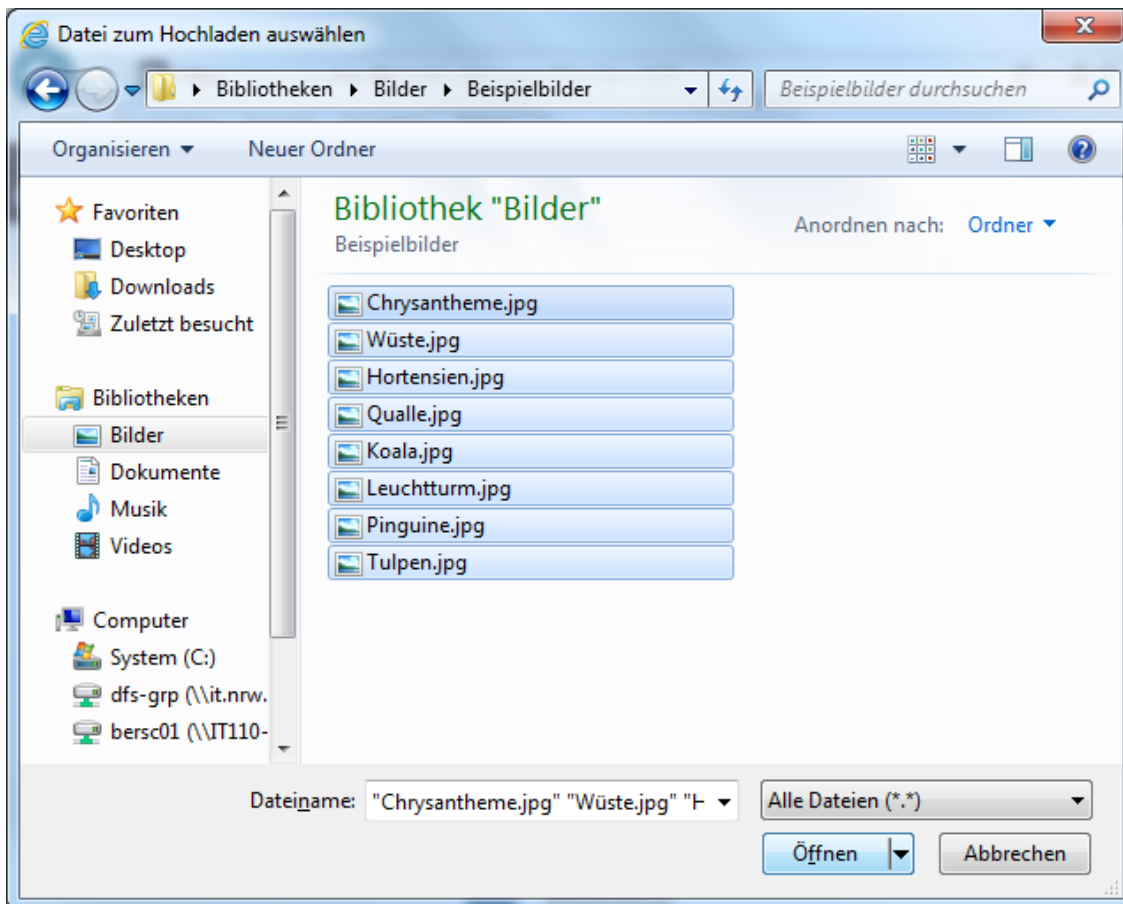 Datei zum Hochladen auswählen
Bibliotheken Bilder Beispielbilder
Beispielbilder durchsuchen
Organisieren Neuer Ordner
Favoriten
Desktop
Downloads
Zuletzt besucht
Bibliotheken
Bilder
Dokumente
Musik
Videos
Computer
System (C:)
dfs-grp (\\it.nrw.
bersc01 (\\IT110-
Bibliothek "Bilder"
Beispielbilder
Anordnen nach: Ordner
Chrysantheme.jpg
Wüste.jpg
Hortensien.jpg
Qualle.jpg
Koala.jpg
Leuchtturm.jpg
Pinguine.jpg
Tulpen.jpg
Dateiname: "Chrysantheme.jpg" "Wüste.jpg" "H
Alle Dateien (*.*)
Öffnen Abbrechen